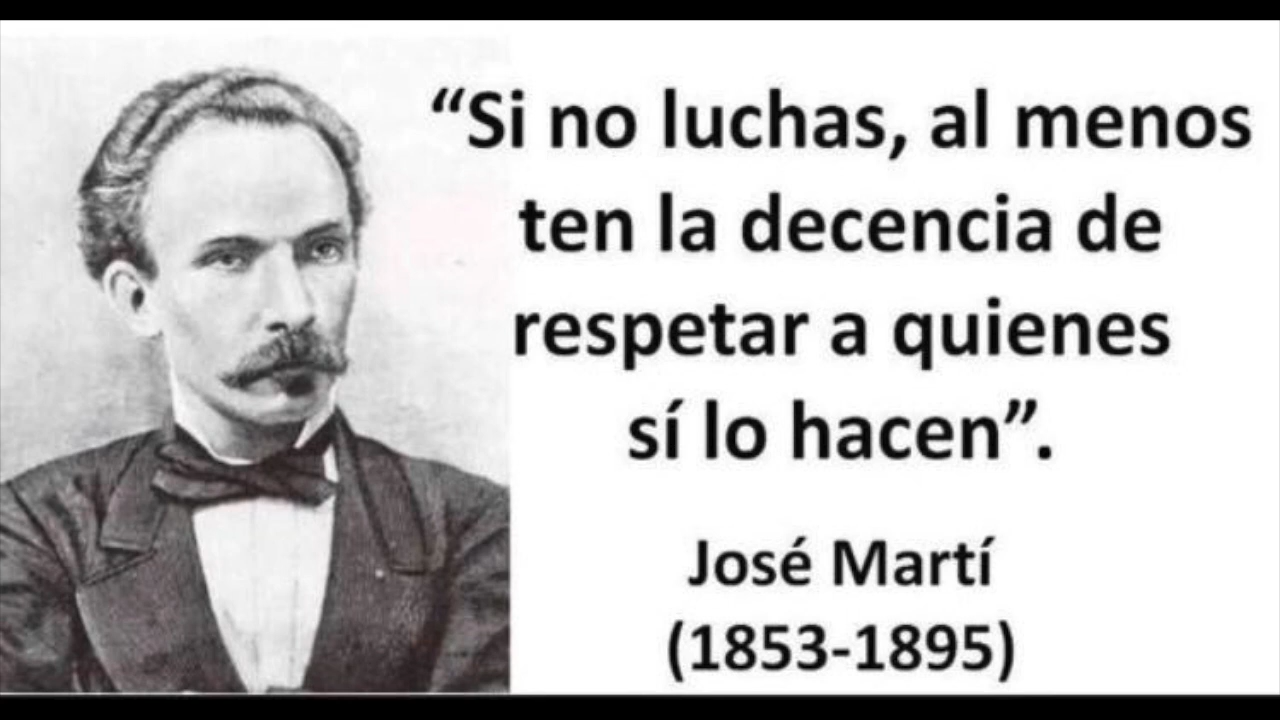 “Si no luchas, al menos
ten la decencia de
respetar a quienes
sí lo hacen”.
José Martí
(1853-1895)